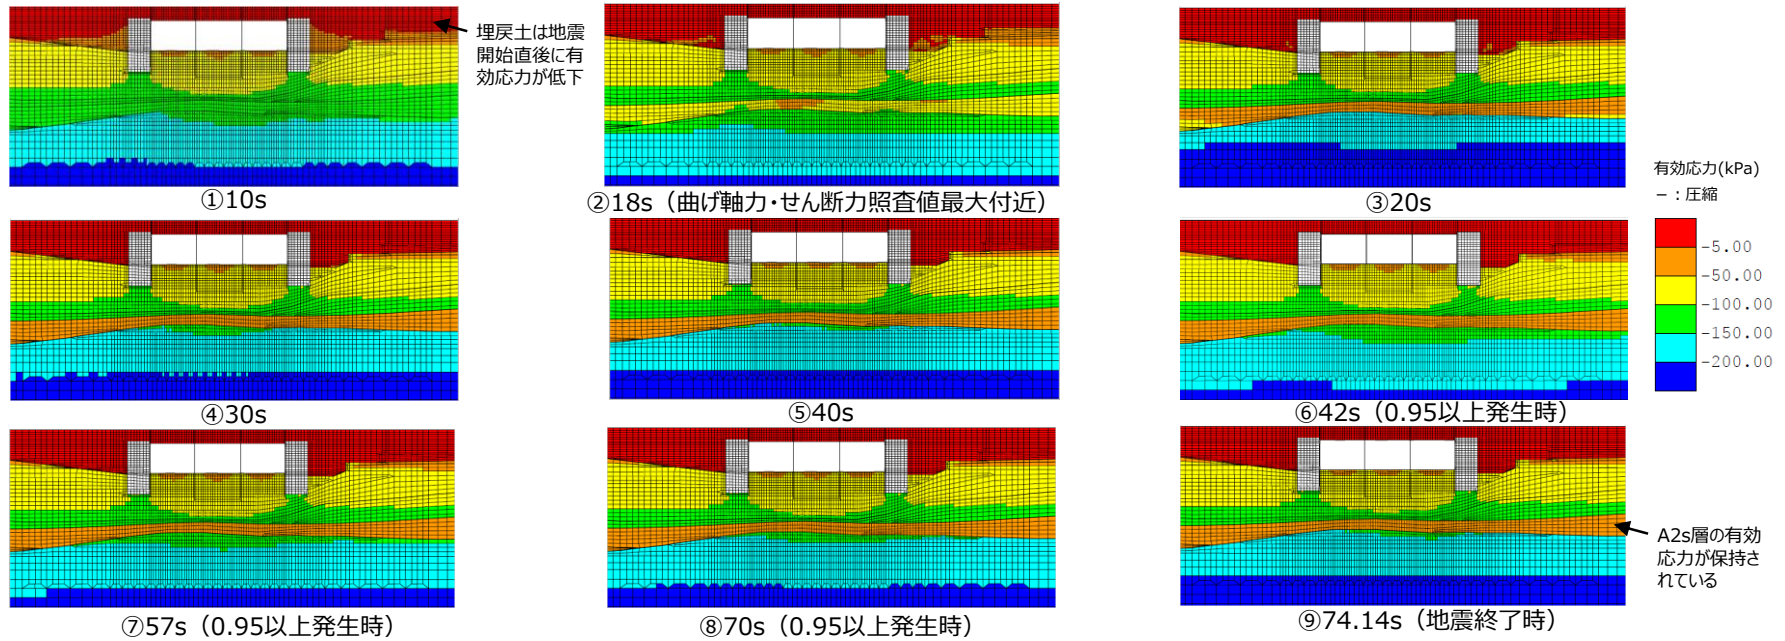 埋戻土は地震
開始直後に有
効応力が低下
①10s
②18s（曲げ軸力・せん断力照査値最大付近）
③20s
有効応力(kPa)
－：圧縮
-5.00
-50.00
-100.00
-150.00
-200.00
④30s
⑤40s
⑥42s（0.95以上発生時）
A2s層の有効
応力が保持さ
れている
⑦57s（0.95以上発生時）
⑧70s（0.95以上発生時）
⑨74.14s（地震終了時）